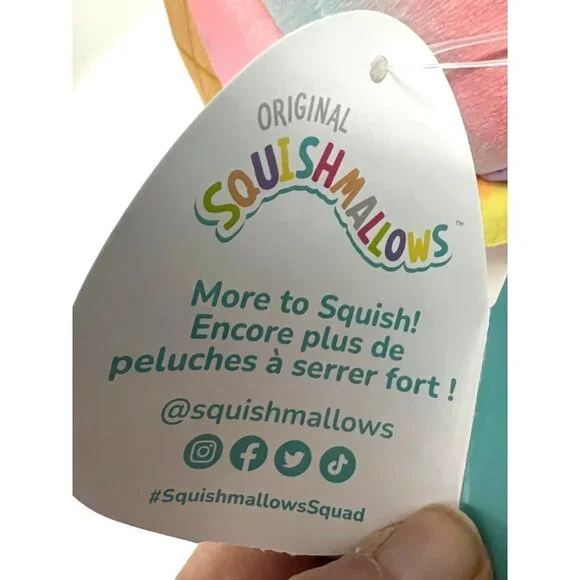 ORIGINAL
SQUISHMALLOWS™
More to Squish!
Encore plus de
peluches à serrer fort !
@squishmallows
#SquishmallowsSquad